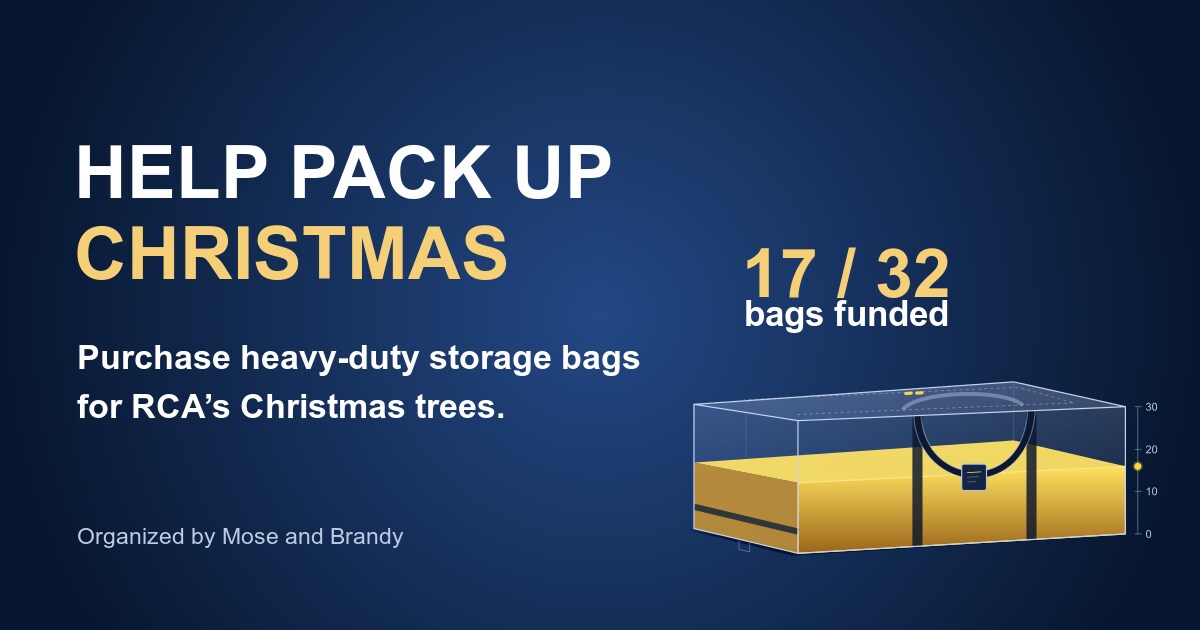 HELP PACK UP
CHRISTMAS
17 / 32
bags funded
Purchase heavy-duty storage bags
for RCA’s Christmas trees.
30
20
10
0
Organized by Mose and Brandy